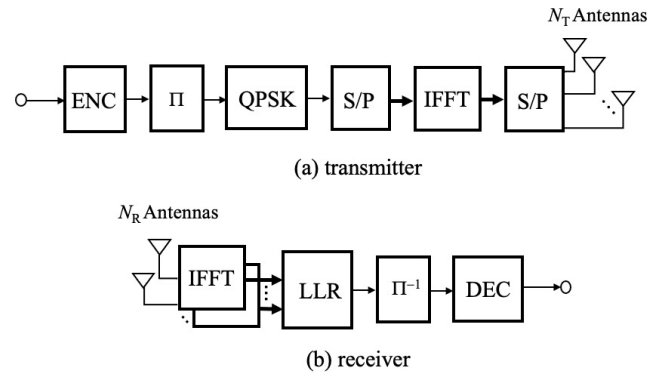 N_T Antennas
ENC
Π
QPSK
S/P
IFFT
S/P
(a) transmitter
N_R Antennas
IFFT
LLR
Π⁻¹
DEC
(b) receiver